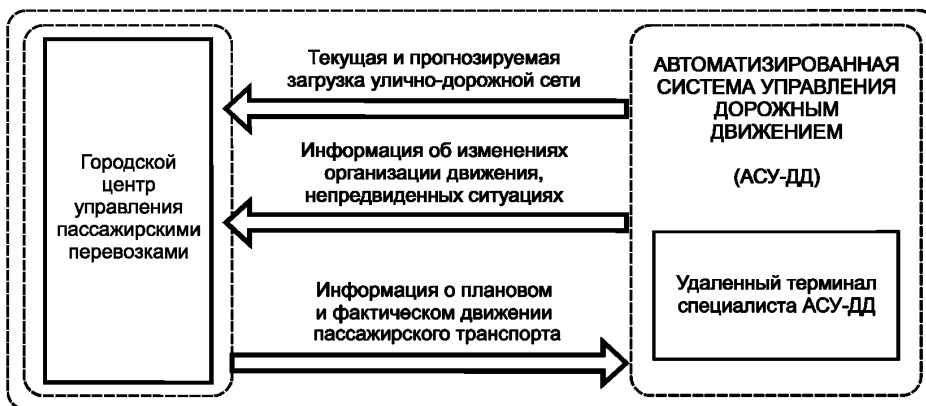 Городской
центр
управления
пассажирскими
перевозками
Текущая и прогнозируемая
загрузка улично-дорожной сети
Информация об изменениях
организации движения,
непредвиденных ситуациях
Информация о плановом
и фактическом движении
пассажирского транспорта
АВТОМАТИЗИРОВАННАЯ
СИСТЕМА УПРАВЛЕНИЯ
ДОРОЖНЫМ
ДВИЖЕНИЕМ
(АСУ-ДД)
Удаленный терминал
специалиста АСУ-ДД